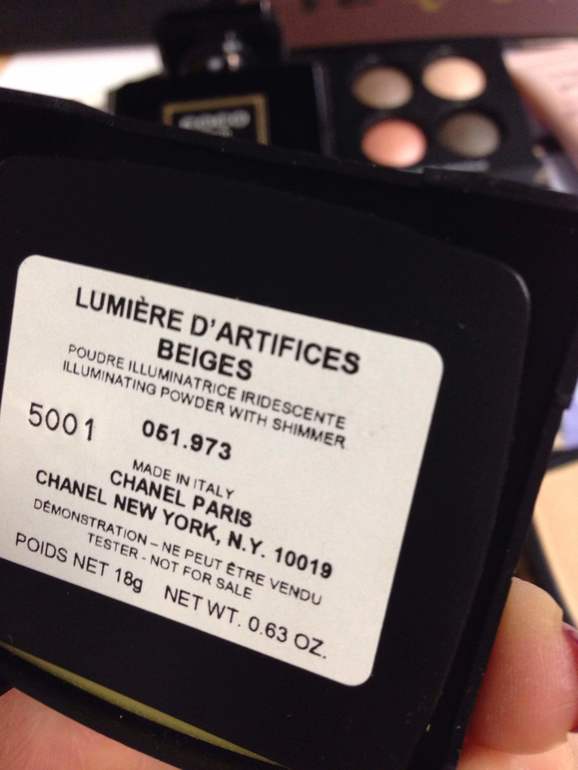 COCO
LUMIÈRE D'ARTIFICES
BEIGES
POUDRE ILLUMINATRICE IRIDESCENTE
ILLUMINATING POWDER WITH SHIMMER
5001 051.973
MADE IN ITALY
CHANEL PARIS
CHANEL NEW YORK, N.Y. 10019
DÉMONSTRATION – NE PEUT ÊTRE VENDU
TESTER - NOT FOR SALE
POIDS NET 18g NET WT. 0.63 OZ.